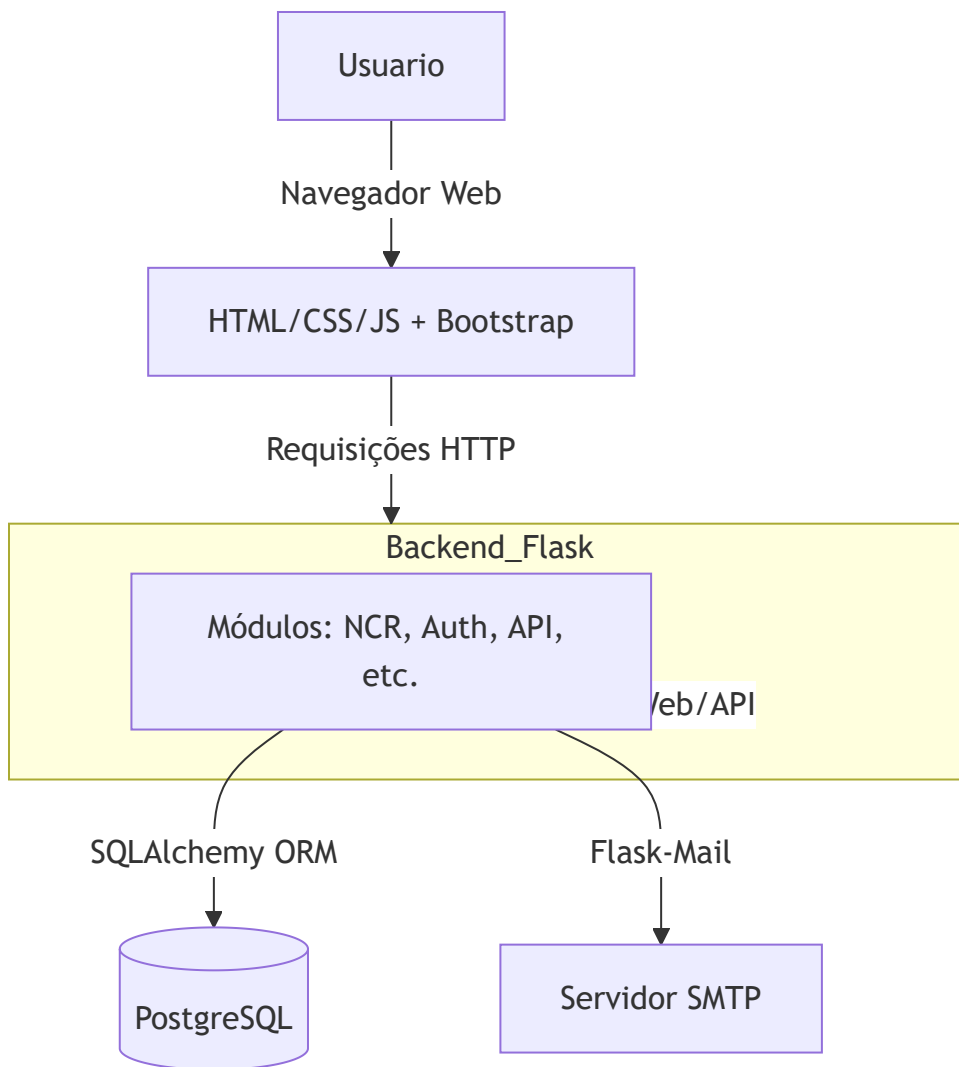 Usuario
Navegador Web
HTML/CSS/JS + Bootstrap
Requisições HTTP
Backend_Flask
Módulos: NCR, Auth, API,
etc.
/API
SQLAlchemy ORM
Flask-Mail
PostgreSQL
Servidor SMTP